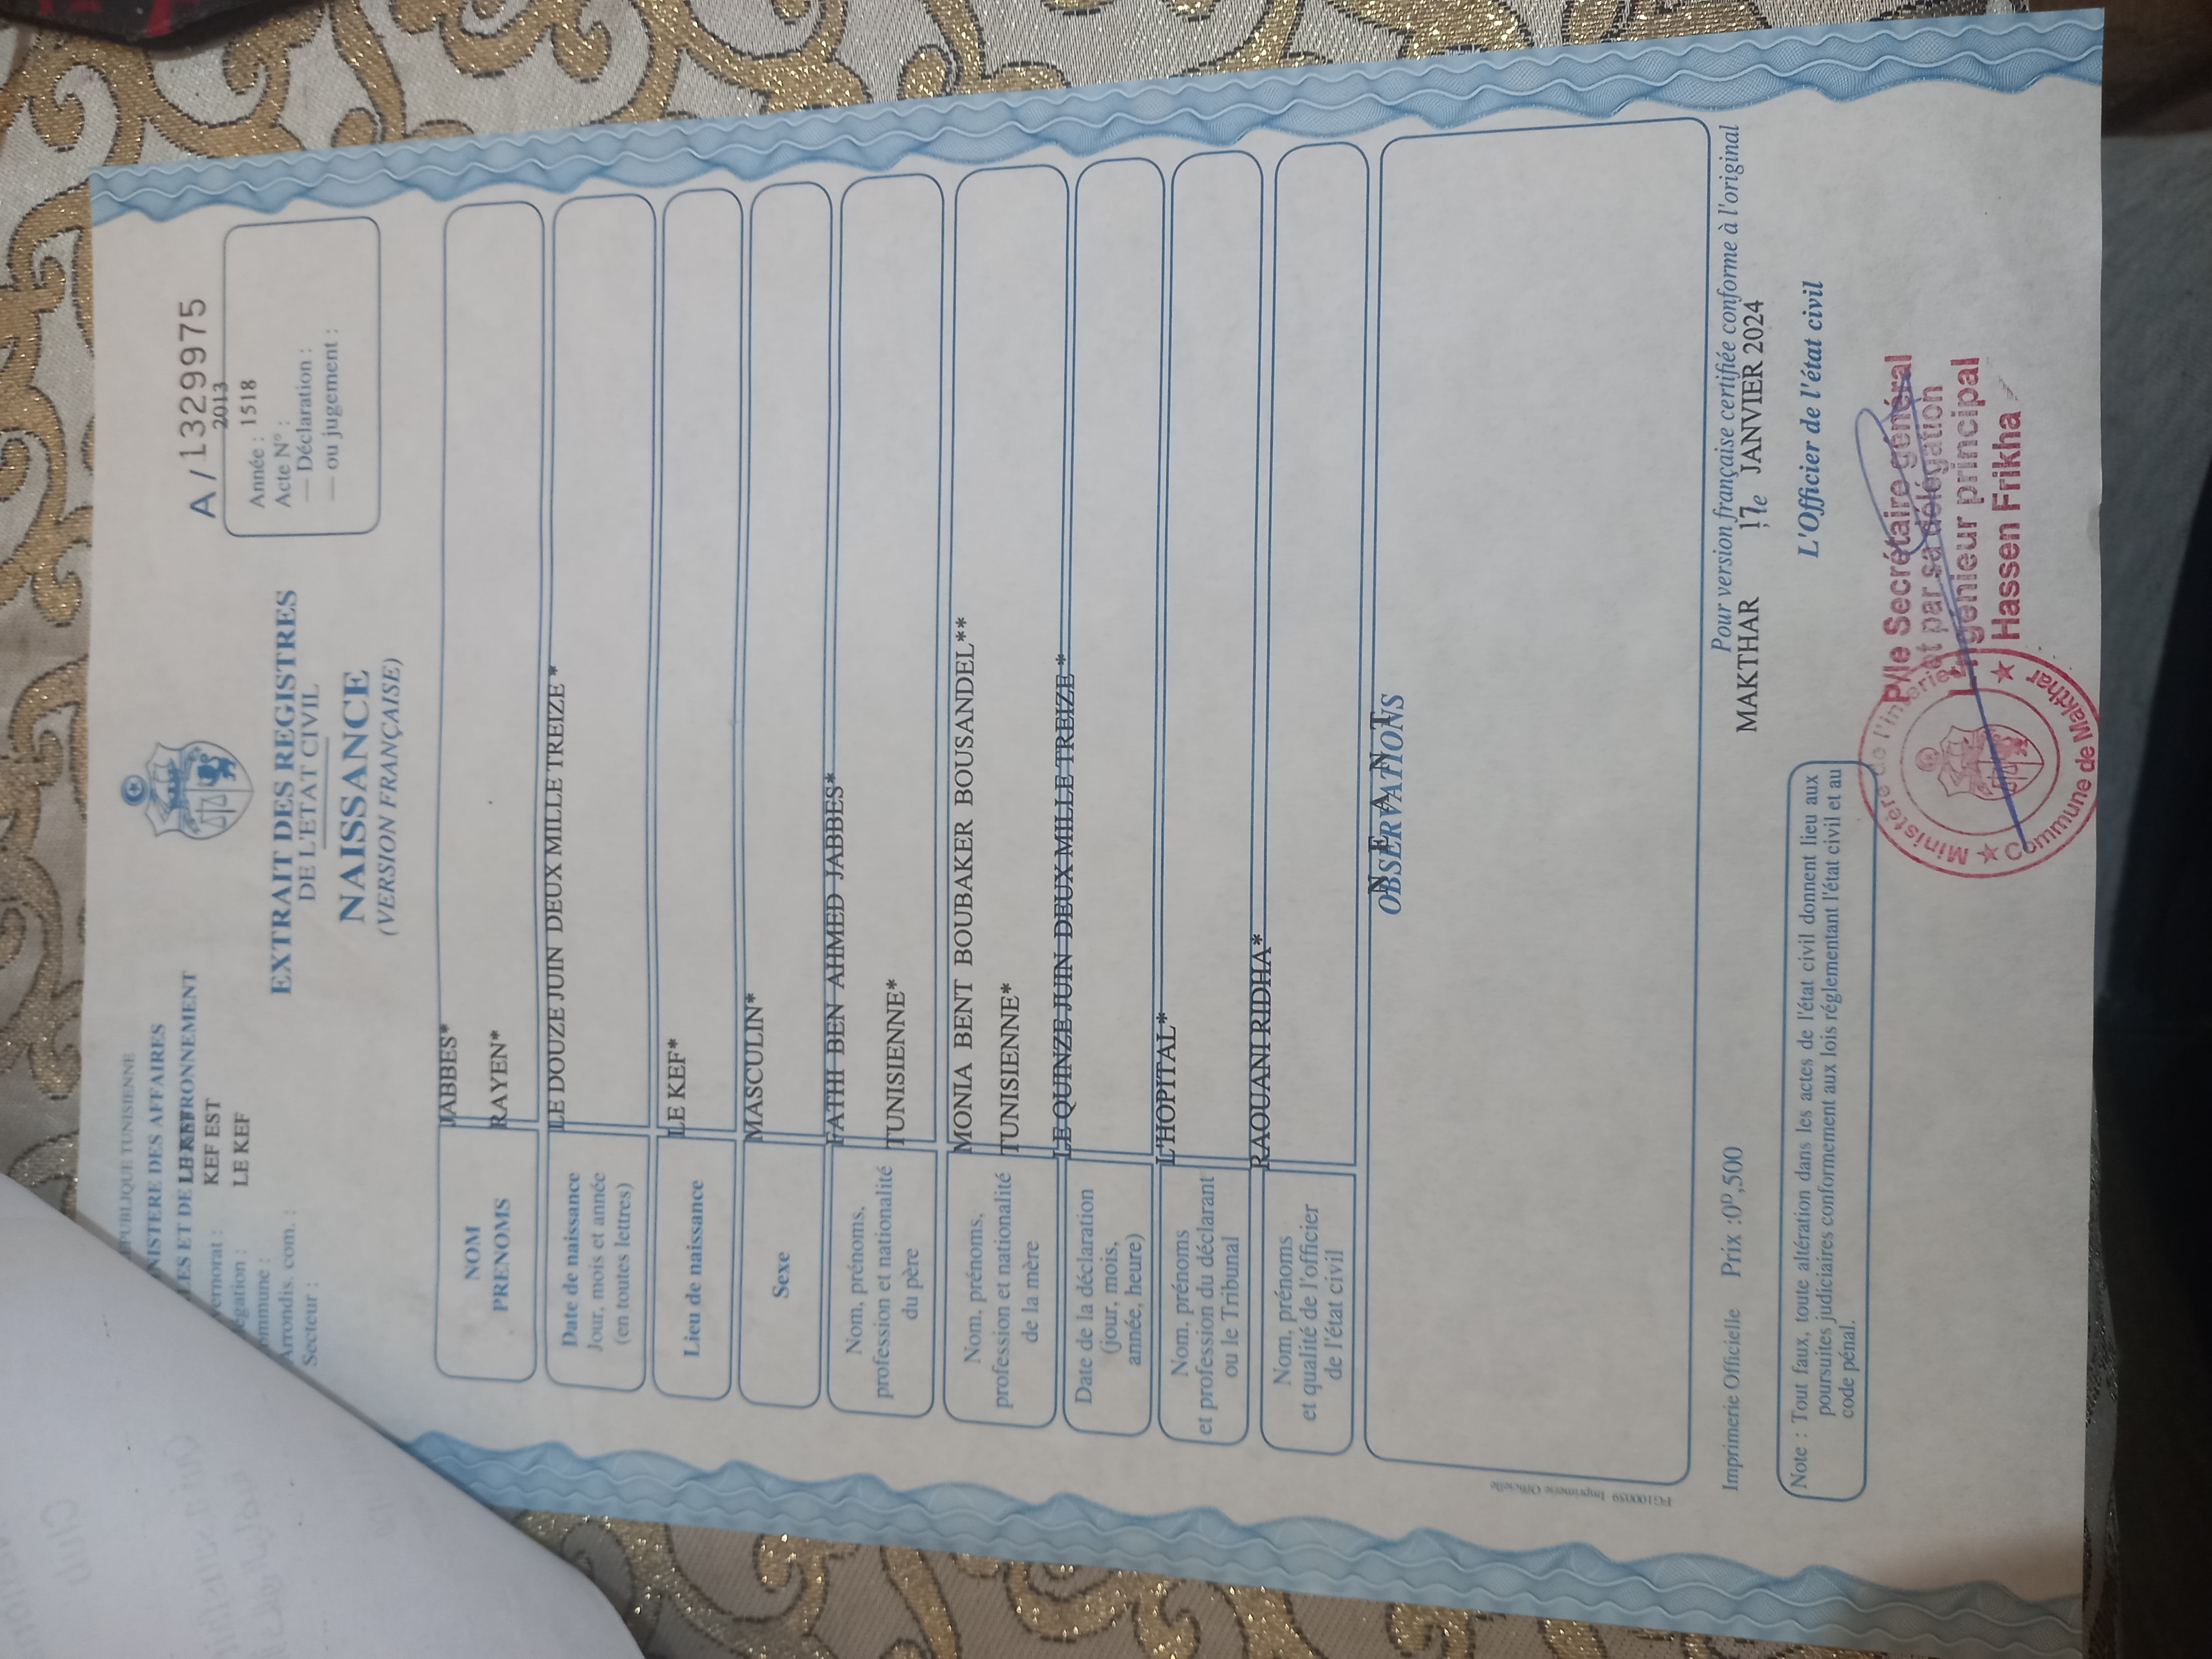 PUBLIQUE TUNISIENNE
NISTERE DES AFFAIRES
ES ET DE L'ENVIRONNEMENT
LE KEF
vernorat :
KEF EST
égation :
LE KEF
ommune :
Arrondis. com. :
Secteur :
EXTRAIT DES REGISTRES
DE L'ETAT CIVIL
NAISSANCE
(VERSION FRANÇAISE)
A/1329975
2013
Année : 1518
Acte N° :
— Déclaration :
— ou jugement :
NOM
PRENOMS
JABBES*
RAYEN*
Date de naissance
Jour, mois et année
(en toutes lettres)
LE DOUZE JUIN DEUX MILLE TREIZE *
Lieu de naissance
LE KEF*
Sexe
MASCULIN*
Nom, prénoms,
profession et nationalité
du père
FATHI BEN AHMED JABBES*
TUNISIENNE*
Nom, prénoms,
profession et nationalité
de la mère
MONIA BENT BOUBAKER BOUSANDEL**
TUNISIENNE*
Date de la déclaration
(jour, mois,
année, heure)
LE QUINZE JUIN DEUX MILLE TREIZE *
Nom, prénoms
et profession du déclarant
ou le Tribunal
L'HOPITAL*
Nom, prénoms
et qualité de l'officier
de l'état civil
RAOUANI RIDHA*
OBSERVATIONS
N E A N T
FG100059 Imprimerie Officielle
Imprimerie Officielle Prix :0ᴰ,500
Pour version française certifiée conforme à l'original
MAKTHAR 17 le JANVIER 2024
L'Officier de l'état civil
Note : Tout faux, toute altération dans les actes de l'état civil donnent lieu aux
poursuites judiciaires conformement aux lois réglementant l'état civil et au
code pénal.
P/le Secrétaire général
et par sa délégation
Ingénieur principal
Hassen Frikha
Ministère de l'Intérieur
Commune de Makthar